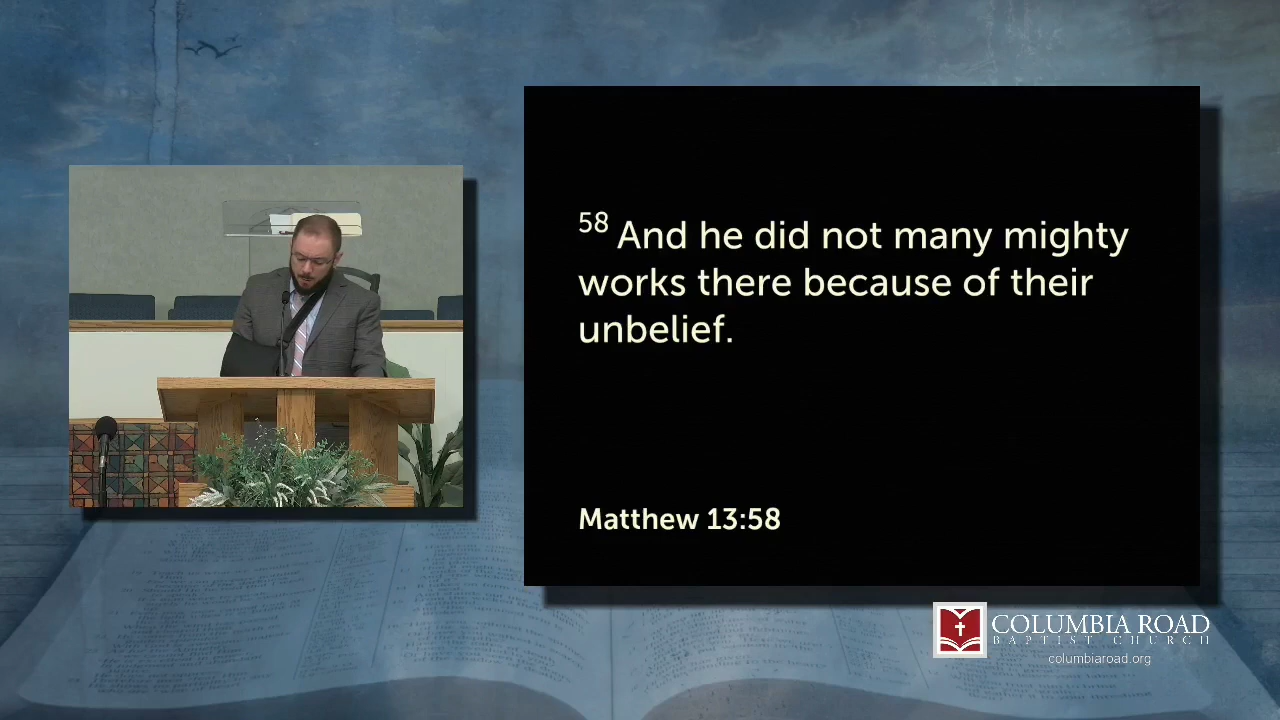 58 And he did not many mighty
works there because of their
unbelief.
Matthew 13:58
COLUMBIA ROAD
BAPTIST CHURCH
columbiaroad.org